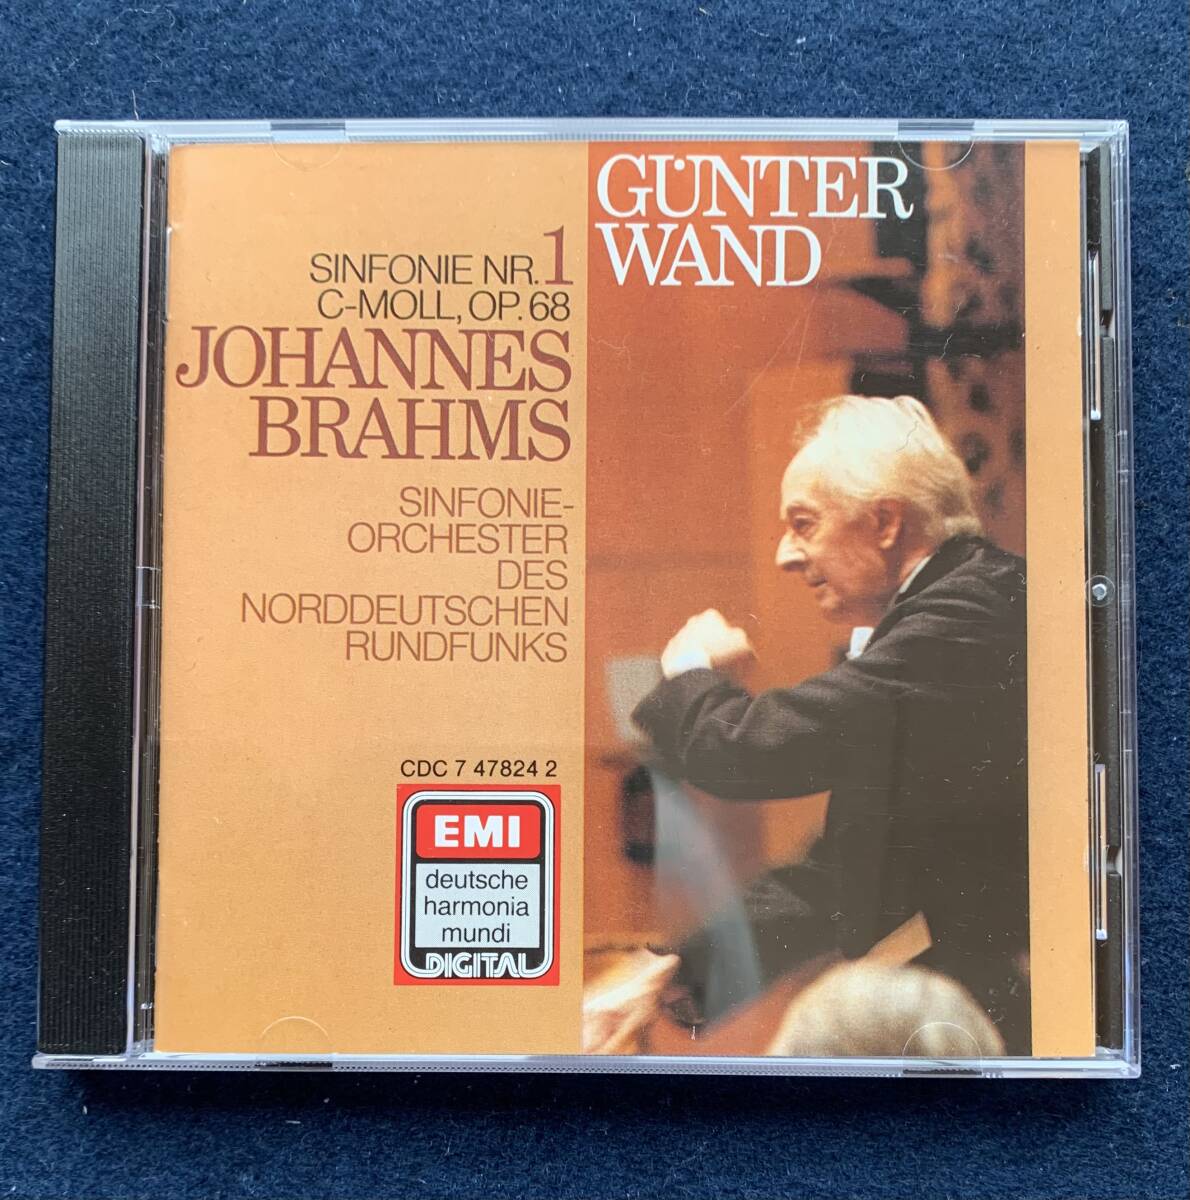 GÜNTER
WAND
SINFONIE NR.1
C-MOLL, OP. 68
JOHANNES
BRAHMS
SINFONIE-
ORCHESTER
DES
NORDDEUTSCHEN
RUNDFUNKS
CDC 7 47824 2
EMI
deutsche
harmonia
mundi
DIGITAL